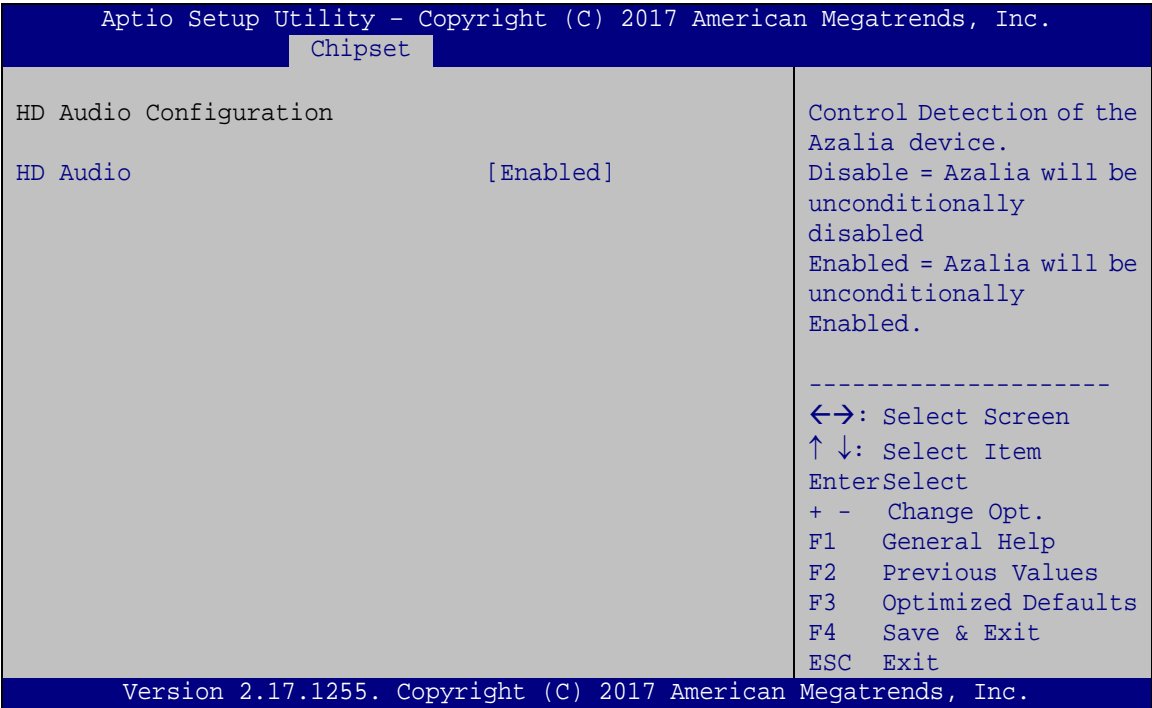 Aptio Setup Utility – Copyright (C) 2017 American Megatrends, Inc.
Chipset
HD Audio Configuration
HD Audio [Enabled]
Control Detection of the
Azalia device.
Disable = Azalia will be
unconditionally
disabled
Enabled = Azalia will be
unconditionally
Enabled.
---------------------
←→: Select Screen
↑ ↓: Select Item
EnterSelect
+ - Change Opt.
F1 General Help
F2 Previous Values
F3 Optimized Defaults
F4 Save & Exit
ESC Exit
Version 2.17.1255. Copyright (C) 2017 American Megatrends, Inc.